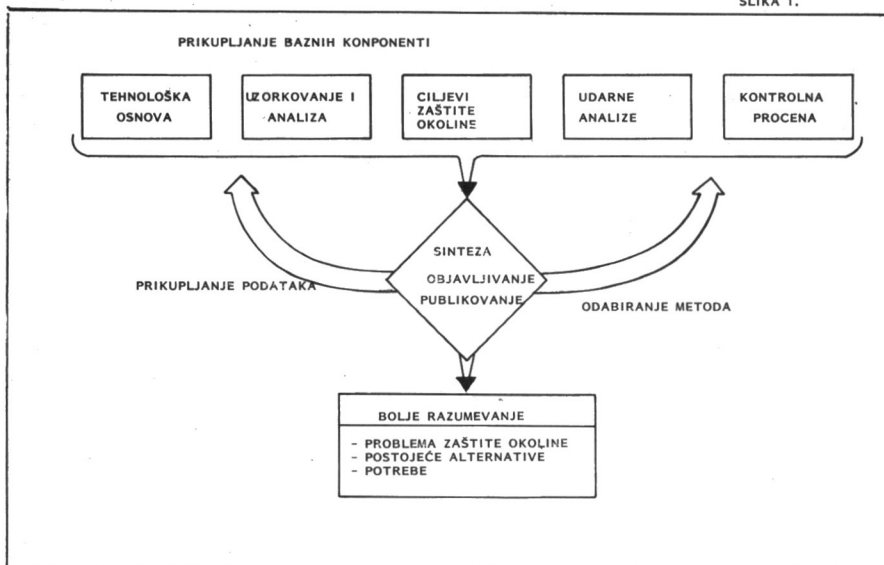 SLIKA 1.
PRIKUPLJANJE BAZNIH KONPONENTI
TEHNOLOŠKA
OSNOVA
UZORKOVANJE I
ANALIZA
CILJEVI
ZAŠTITE
OKOLINE
UDARNE
ANALIZE
KONTROLNA
PROCENA
SINTEZA
OBJAVLJIVANJE
PUBLIKOVANJE
PRIKUPLJANJE PODATAKA
ODABIRANJE METODA
BOLJE RAZUMEVANJE
- PROBLEMA ZAŠTITE OKOLINE
- POSTOJEĆE ALTERNATIVE
- POTREBE